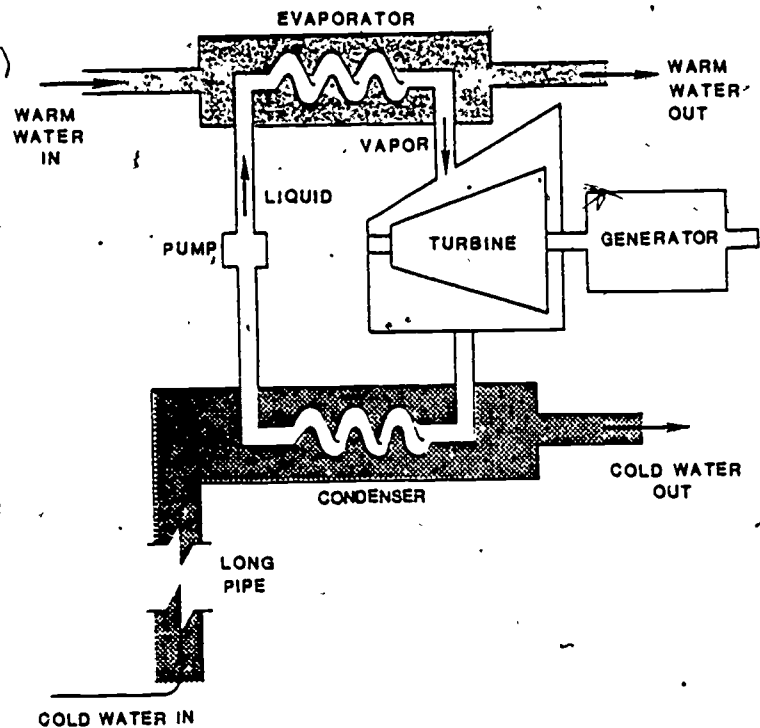 EVAPORATOR
WARM
WATER
IN
WARM
WATER
OUT
VAPOR
LIQUID
PUMP
TURBINE
GENERATOR
COLD WATER
OUT
CONDENSER
LONG
PIPE
COLD WATER IN